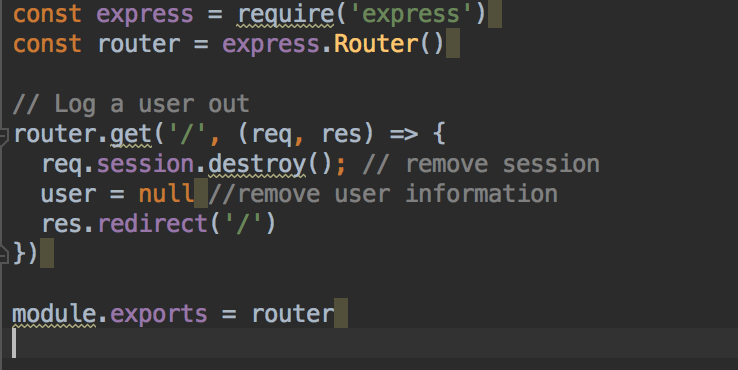 const express = require('express')
const router = express.Router()

// Log a user out
router.get('/', (req, res) => {
  req.session.destroy(); // remove session
  user = null //remove user information
  res.redirect('/')
})

module.exports = router